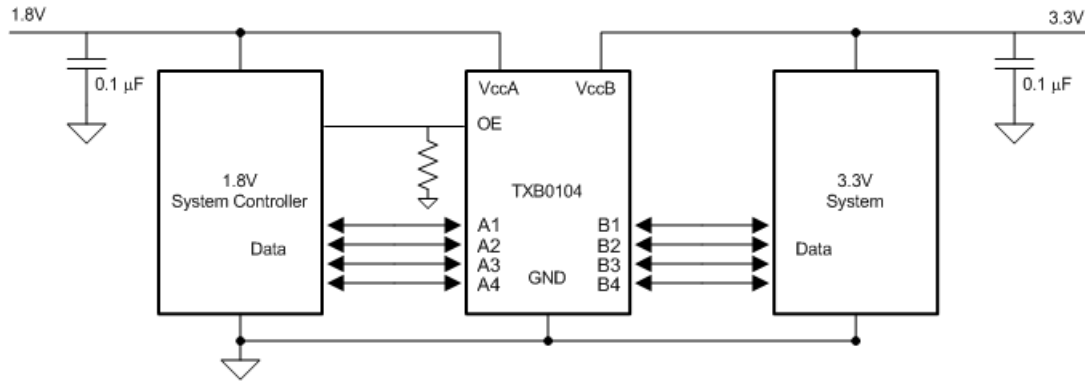 1.8V
3.3V
0.1 μF
VccA
VccB
0.1 μF
OE
1.8V
System Controller
TXB0104
3.3V
System
A1
B1
Data
A2
B2
Data
A3
B3
A4
GND
B4